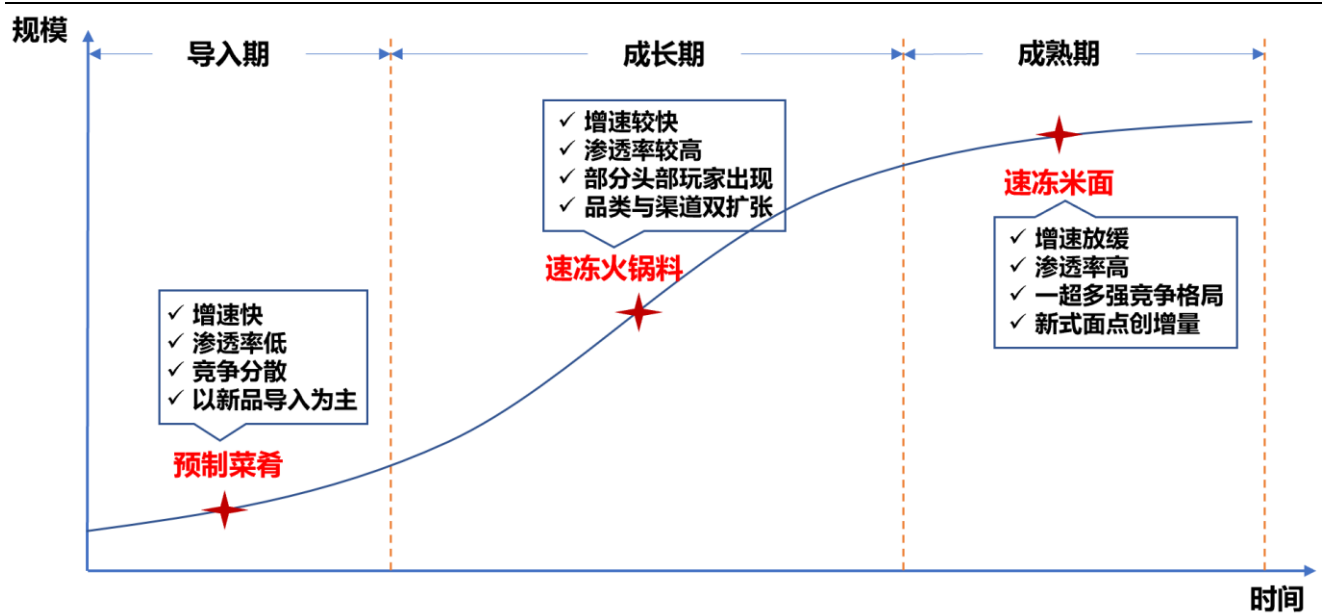 规模
导入期
成长期
成熟期
✓ 增速较快
✓ 渗透率较高
✓ 部分头部玩家出现
✓ 品类与渠道双扩张
速冻火锅料
速冻米面
✓ 增速放缓
✓ 渗透率高
✓ 一超多强竞争格局
✓ 新式面点创增量
✓ 增速快
✓ 渗透率低
✓ 竞争分散
✓ 以新品导入为主
预制菜肴
时间